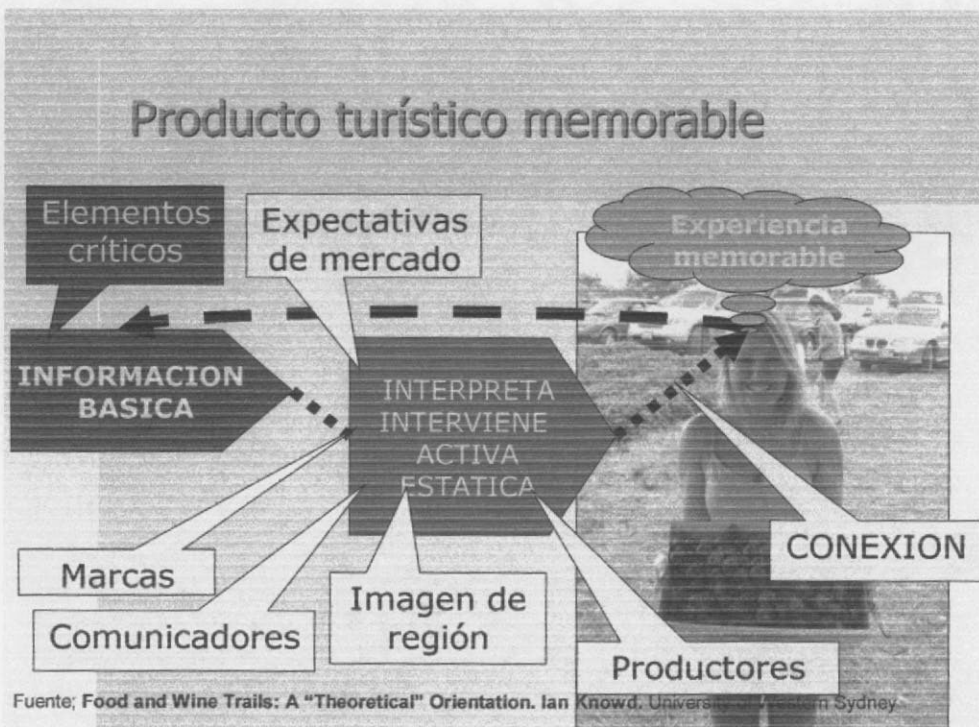 Producto turístico memorable
Elementos
críticos
Expectativas
de mercado
Experiencia
memorable
INFORMACION
BASICA
INTERPRETA
INTERVIENE
ACTIVA
ESTATICA
CONEXION
Marcas
Comunicadores
Imagen de
región
Productores
Fuente; Food and Wine Trails: A “Theoretical” Orientation. Ian Knowd. University of Western Sydney